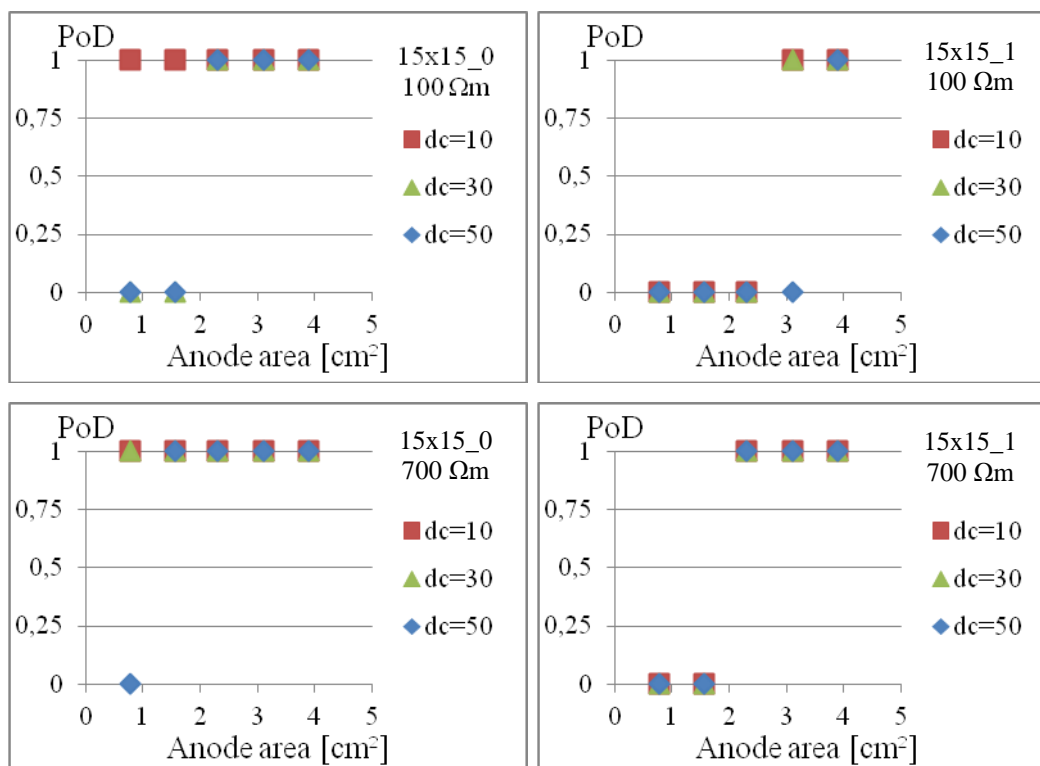 PoD
15x15_0
100 Ωm
1
0,75
0,5
0,25
0
0 1 2 3 4 5
Anode area [cm²]
dc=10
dc=30
dc=50
PoD
15x15_1
100 Ωm
1
0,75
0,5
0,25
0
0 1 2 3 4 5
Anode area [cm²]
dc=10
dc=30
dc=50
PoD
15x15_0
700 Ωm
1
0,75
0,5
0,25
0
0 1 2 3 4 5
Anode area [cm²]
dc=10
dc=30
dc=50
PoD
15x15_1
700 Ωm
1
0,75
0,5
0,25
0
0 1 2 3 4 5
Anode area [cm²]
dc=10
dc=30
dc=50